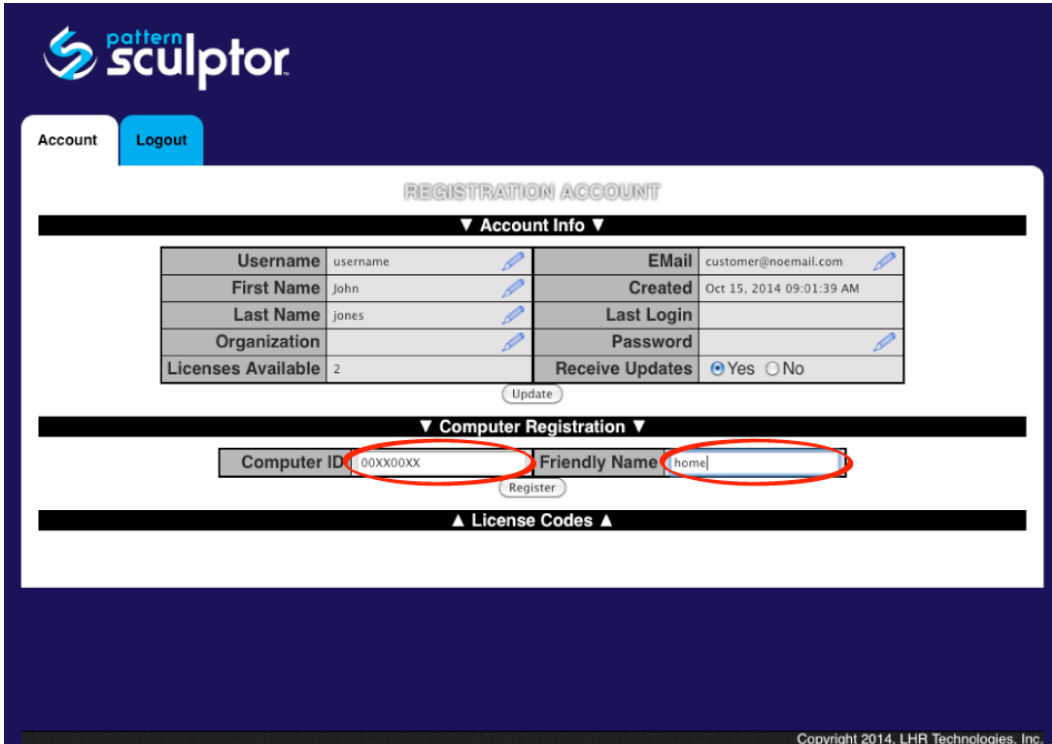 pattern
sculptor™
Account Logout
REGISTRATION ACCOUNT
▼ Account Info ▼
Username username EMail customer@noemail.com
First Name John Created Oct 15, 2014 09:01:39 AM
Last Name jones Last Login
Organization Password
Licenses Available 2 Receive Updates Yes No
Update
▼ Computer Registration ▼
Computer ID 00XX00XX Friendly Name home
Register
▲ License Codes ▲
Copyright 2014, LHR Technologies, Inc.